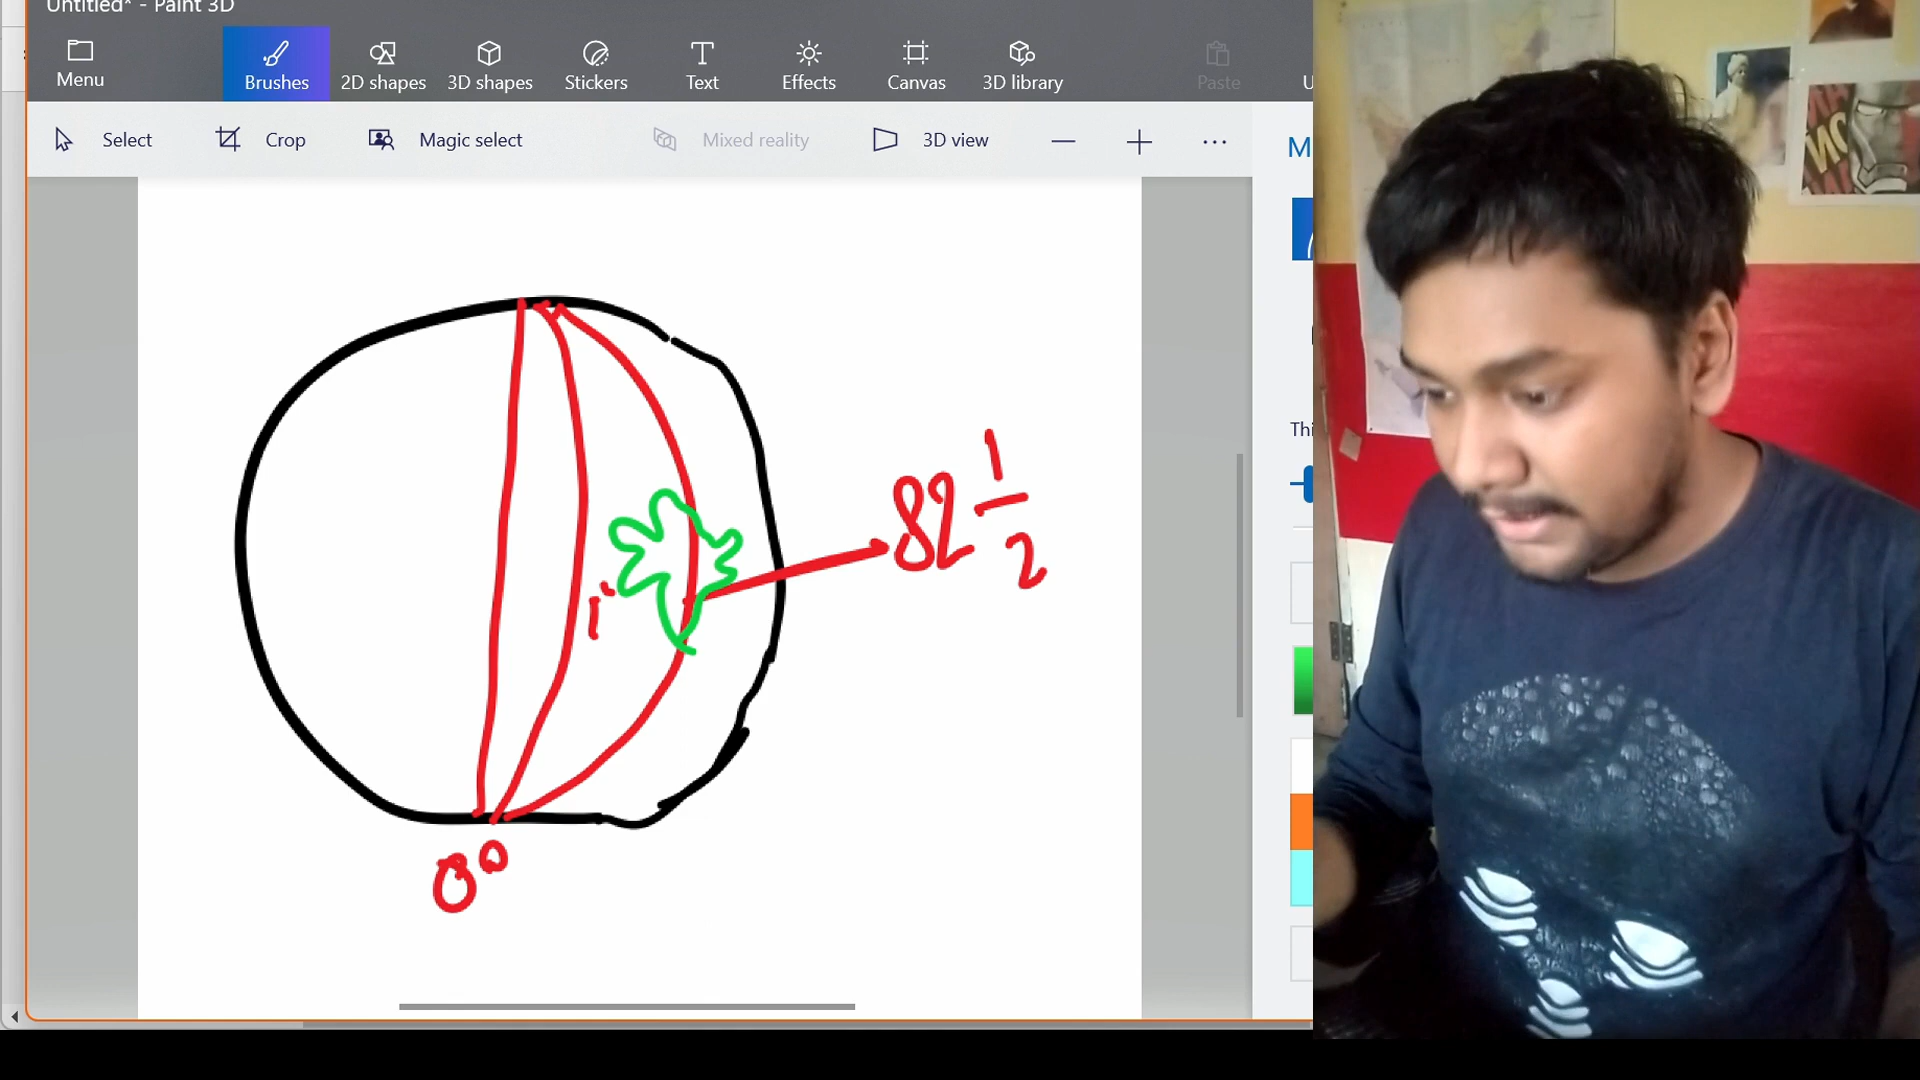 Untitled* - Paint 3D
Menu
Brushes
2D shapes
3D shapes
Stickers
Text
Effects
Canvas
3D library
Paste
U
Select
Crop
Magic select
Mixed reality
3D view
M
Thi
82 1/2
1°
0°